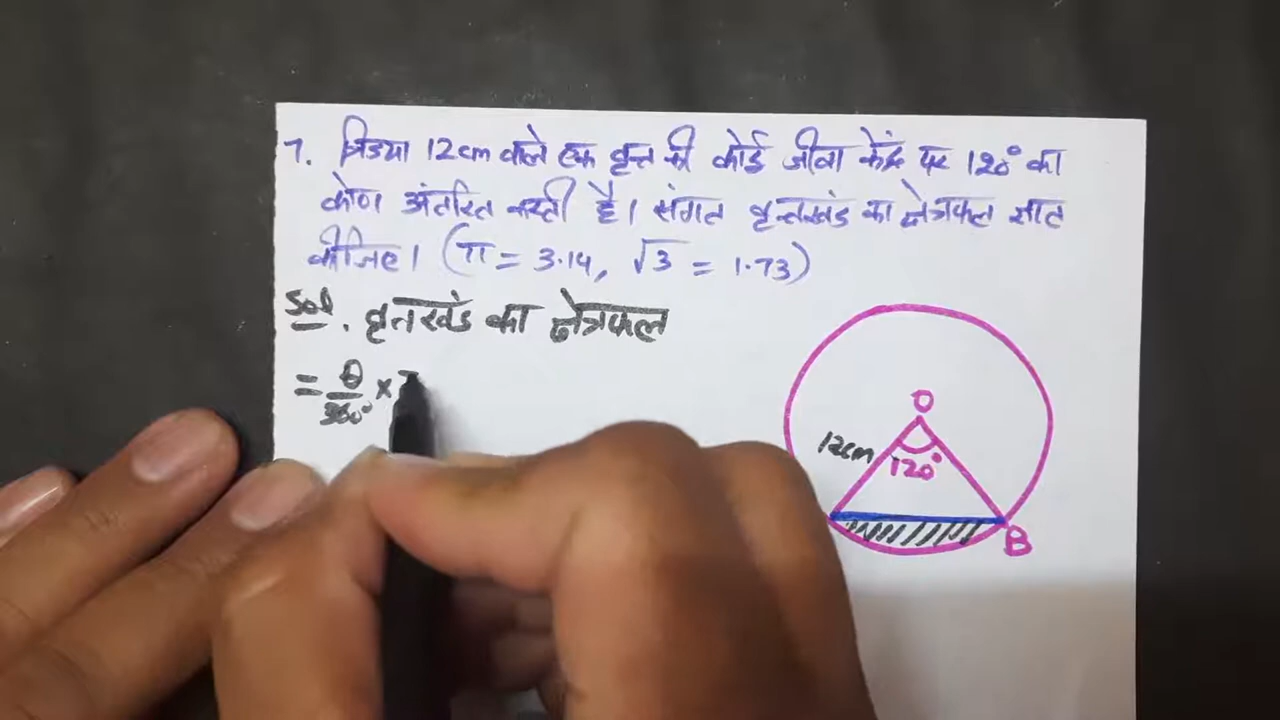 7. त्रिज्या 12cm वाले एक वृत्त की कोई जीवा केंद्र पर 120° का
कोण अंतरित करती है। संगत वृत्तखंड का क्षेत्रफल ज्ञात
कीजिए। (π = 3.14, √3 = 1.73)
Sol. वृतखंड का क्षेत्रफल
= θ/360° ×
O
12cm
120°
B